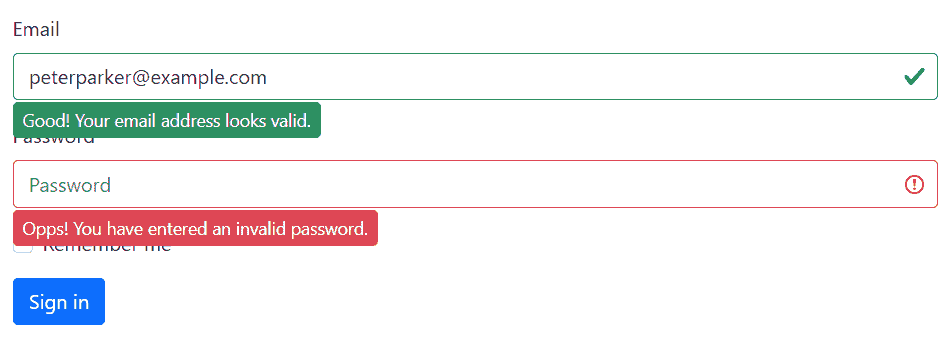 Email
peterparker@example.com
Good! Your email address looks valid.
Password
Password
Opps! You have entered an invalid password.
Remember me
Sign in